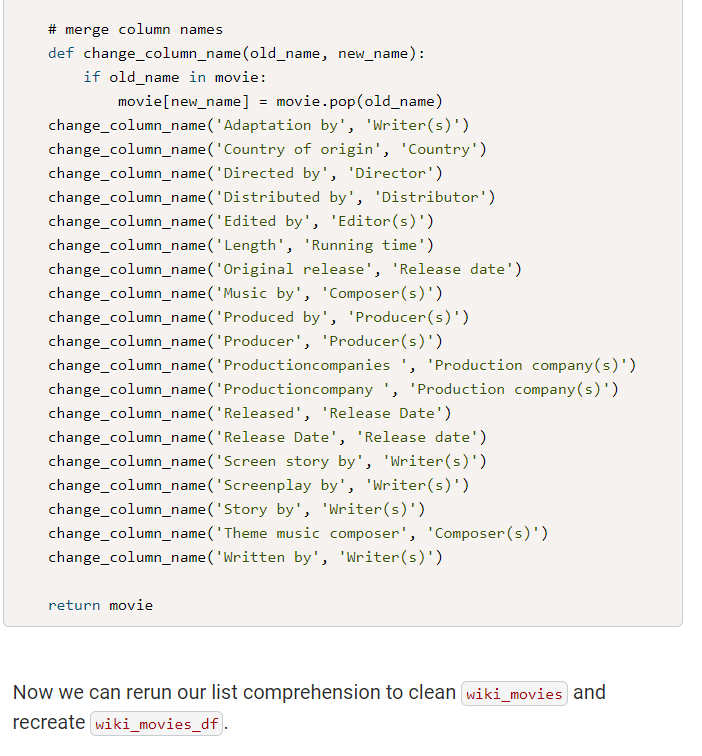 # merge column names
def change_column_name(old_name, new_name):
    if old_name in movie:
        movie[new_name] = movie.pop(old_name)
change_column_name('Adaptation by', 'Writer(s)')
change_column_name('Country of origin', 'Country')
change_column_name('Directed by', 'Director')
change_column_name('Distributed by', 'Distributor')
change_column_name('Edited by', 'Editor(s)')
change_column_name('Length', 'Running time')
change_column_name('Original release', 'Release date')
change_column_name('Music by', 'Composer(s)')
change_column_name('Produced by', 'Producer(s)')
change_column_name('Producer', 'Producer(s)')
change_column_name('Productioncompanies ', 'Production company(s)')
change_column_name('Productioncompany ', 'Production company(s)')
change_column_name('Released', 'Release Date')
change_column_name('Release Date', 'Release date')
change_column_name('Screen story by', 'Writer(s)')
change_column_name('Screenplay by', 'Writer(s)')
change_column_name('Story by', 'Writer(s)')
change_column_name('Theme music composer', 'Composer(s)')
change_column_name('Written by', 'Writer(s)')
return movie
Now we can rerun our list comprehension to clean wiki_movies and
recreate wiki_movies_df.